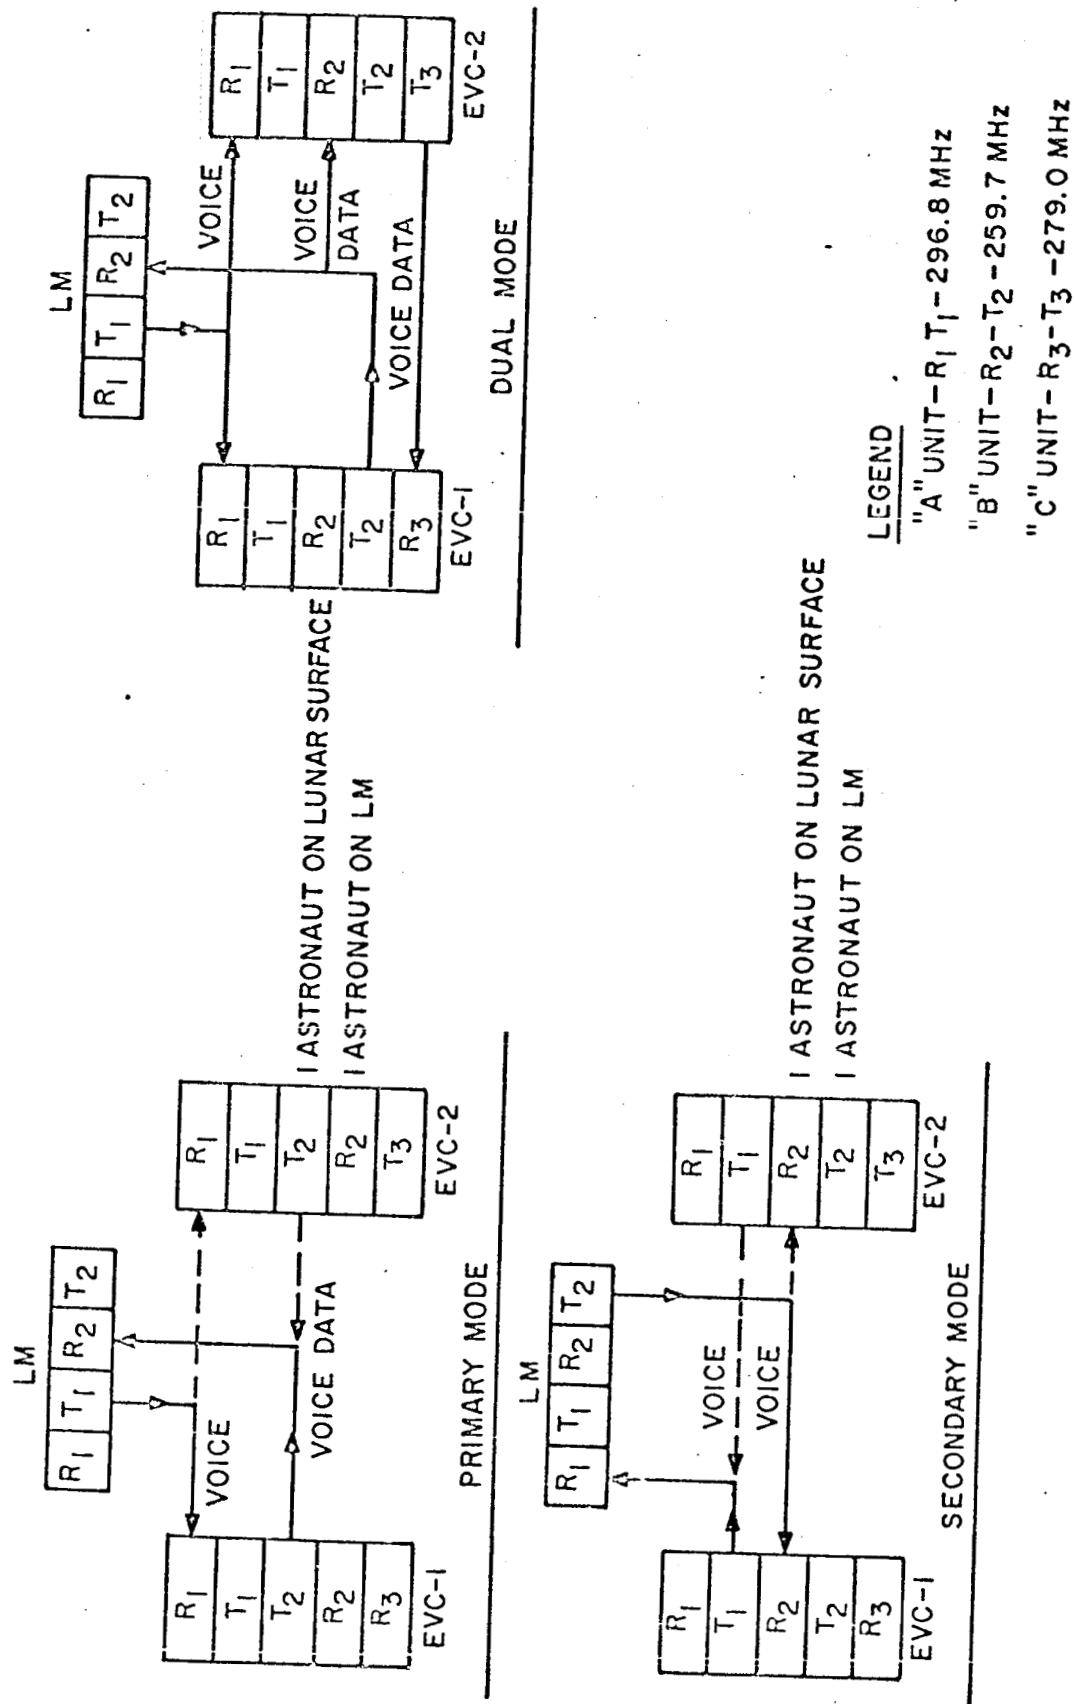 LM
R1 T1 R2 T2
R1
T1
T2
R2
R3
EVC-1
VOICE
VOICE DATA
R1
T1
T2
R2
T3
EVC-2
PRIMARY MODE
1 ASTRONAUT ON LUNAR SURFACE
1 ASTRONAUT ON LM
LM
R1 T1 R2 T2
R1
T1
R2
T2
R3
EVC-1
VOICE
VOICE
DATA
VOICE DATA
R1
T1
R2
T2
T3
EVC-2
DUAL MODE
LM
R1 T1 R2 T2
R1
T1
R2
T2
R3
EVC-1
VOICE
VOICE
R1
T1
R2
T2
T3
EVC-2
SECONDARY MODE
1 ASTRONAUT ON LUNAR SURFACE
1 ASTRONAUT ON LM
LEGEND
"A" UNIT-R1 T1-296.8 MHz
"B" UNIT-R2-T2-259.7 MHz
"C" UNIT-R3-T3-279.0 MHz